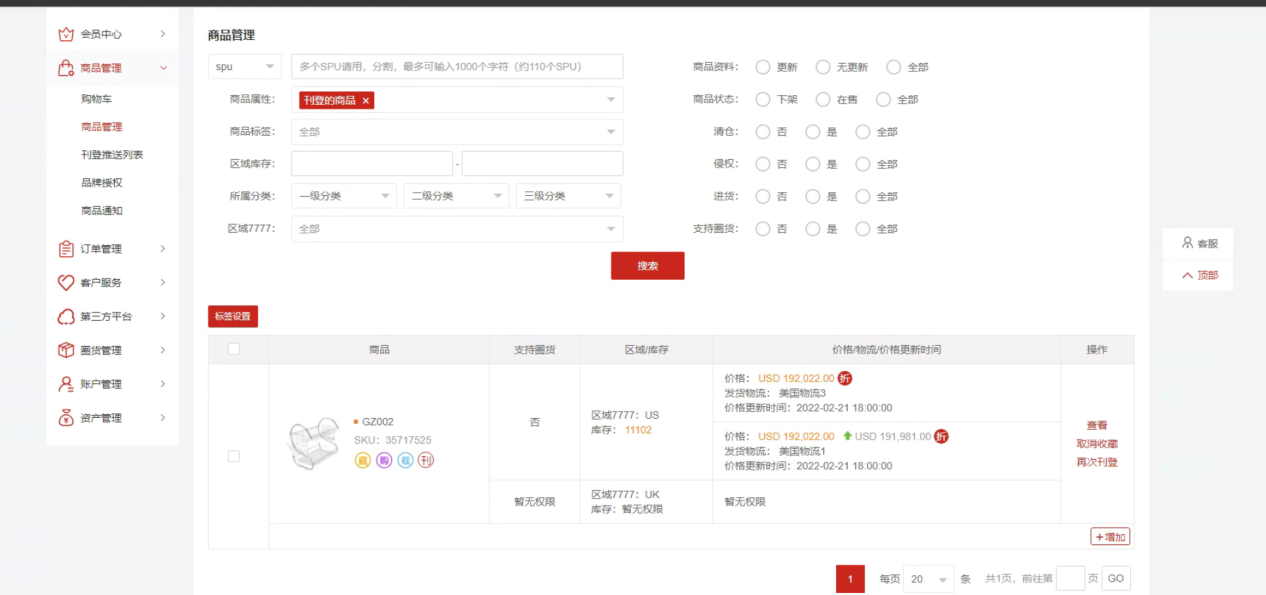 会员中心
商品管理
购物车
商品管理
刊登推送列表
品牌授权
商品通知
订单管理
客户服务
第三方平台
圈货管理
账户管理
资产管理
商品管理
spu
多个SPU请用，分割，最多可输入1000个字符（约110个SPU）
商品属性：
刊登的商品 ×
商品标签：
全部
区域库存：
-
所属分类：
一级分类
二级分类
三级分类
区域7777：
全部
商品资料：
更新
无更新
全部
商品状态：
下架
在售
全部
清仓：
否
是
全部
侵权：
否
是
全部
进货：
否
是
全部
支持圈货：
否
是
全部
搜索
客服
顶部
标签设置
商品
支持圈货
区域/库存
价格/物流/价格更新时间
操作
GZ002
SKU：35717525
藏 购 载 刊
否
区域7777：US
库存：11102
价格：USD 192,022.00 折
发货物流：美国物流3
价格更新时间：2022-02-21 18:00:00
价格：USD 192,022.00 USD 191,981.00 折
发货物流：美国物流1
价格更新时间：2022-02-21 18:00:00
查看
取消收藏
再次刊登
暂无权限
区域7777：UK
库存：暂无权限
暂无权限
+增加
1
每页 20 条 共1页，前往第 页 GO